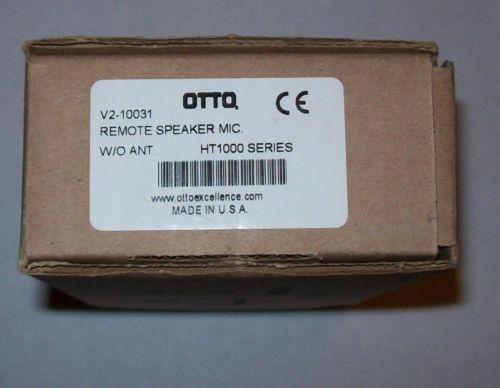 OTTO
CE
V2-10031
REMOTE SPEAKER MIC.
W/O ANT. HT1000 SERIES
www.ottoexcellence.com
MADE IN U.S.A.